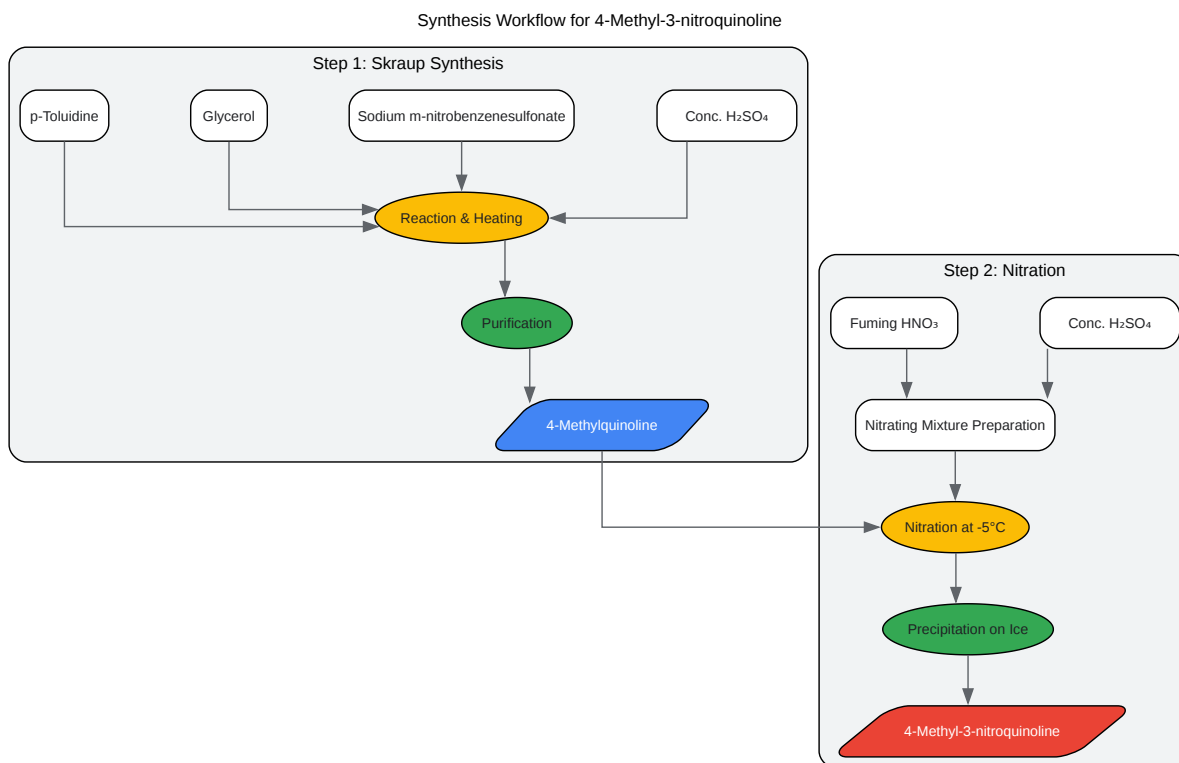 Synthesis Workflow for 4-Methyl-3-nitroquinoline
Step 1: Skraup Synthesis
p-Toluidine
Glycerol
Sodium m-nitrobenzenesulfonate
Conc. H₂SO₄
Reaction & Heating
Purification
4-Methylquinoline
Step 2: Nitration
Fuming HNO₃
Conc. H₂SO₄
Nitrating Mixture Preparation
Nitration at -5°C
Precipitation on Ice
4-Methyl-3-nitroquinoline